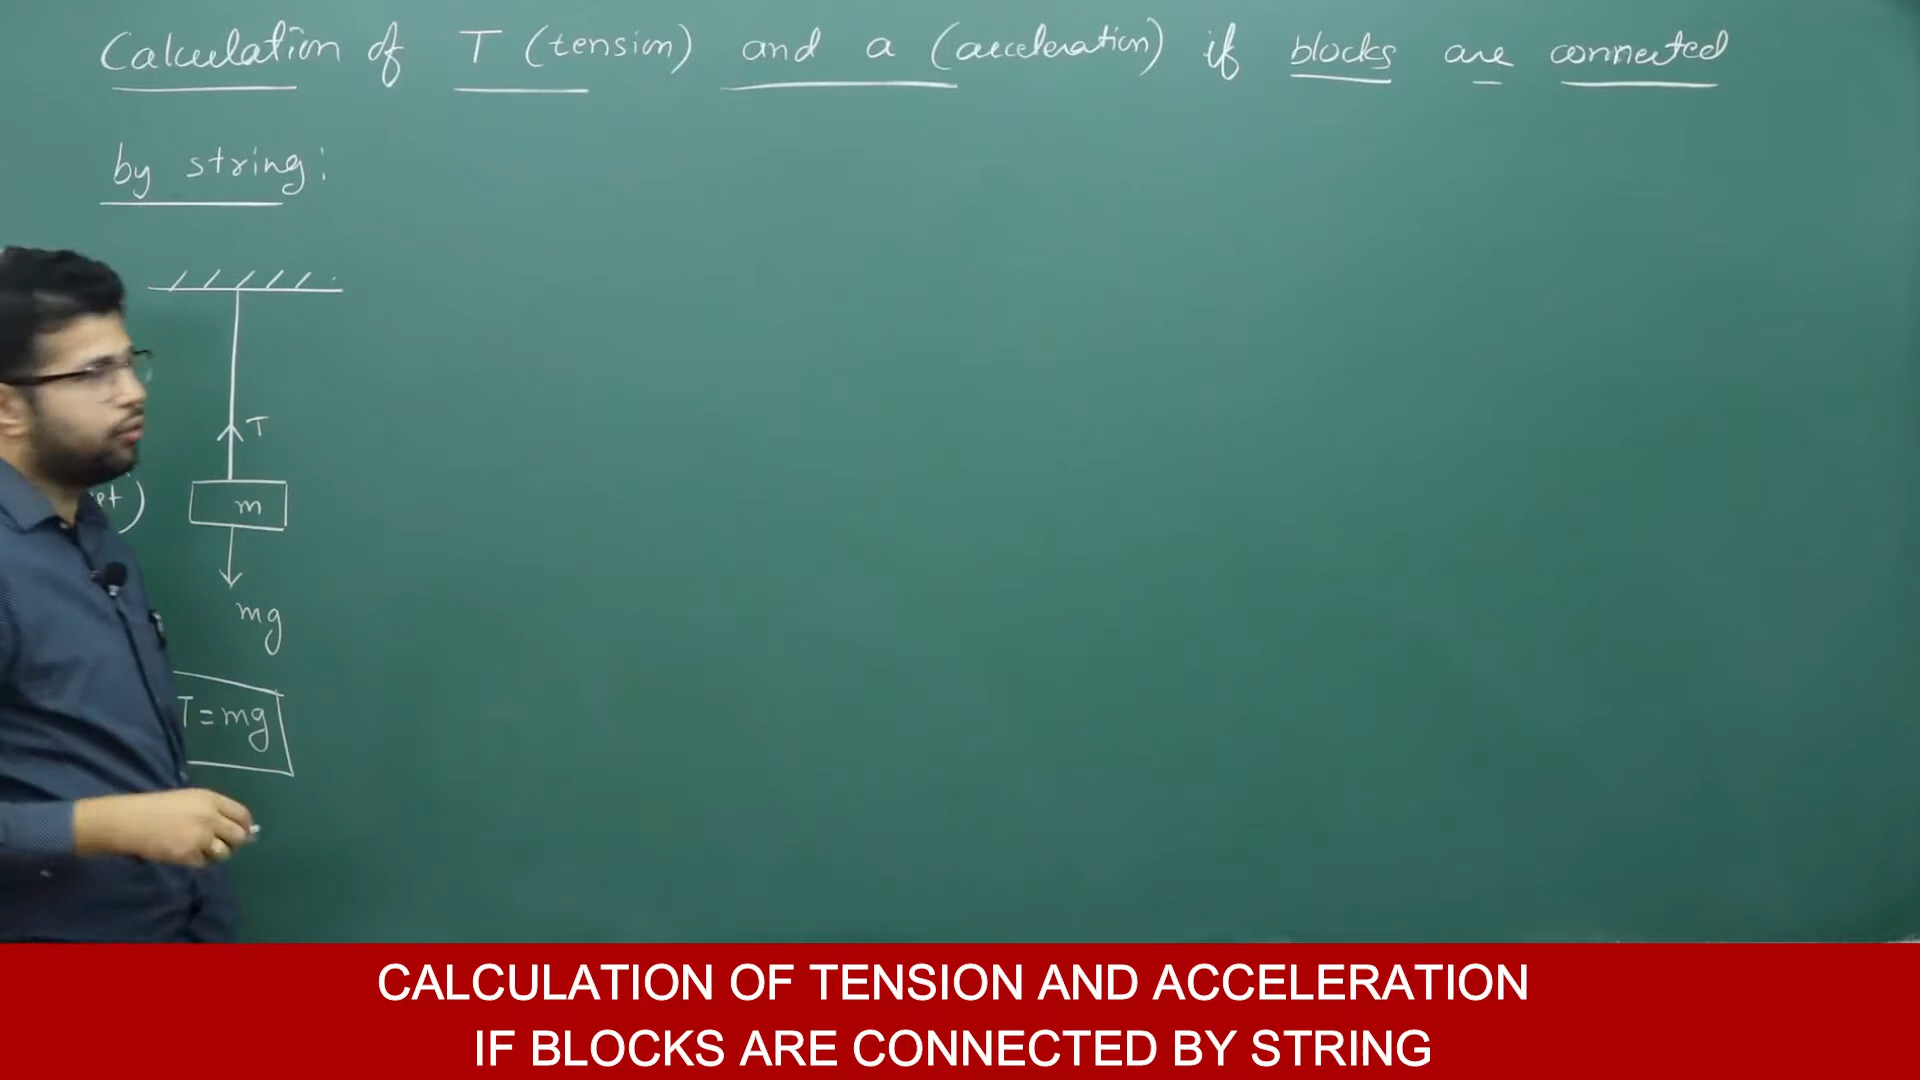 Calculation of T (tension) and a (acceleration) if blocks are connected
by string:
T
m
mg
T=mg
CALCULATION OF TENSION AND ACCELERATION
IF BLOCKS ARE CONNECTED BY STRING